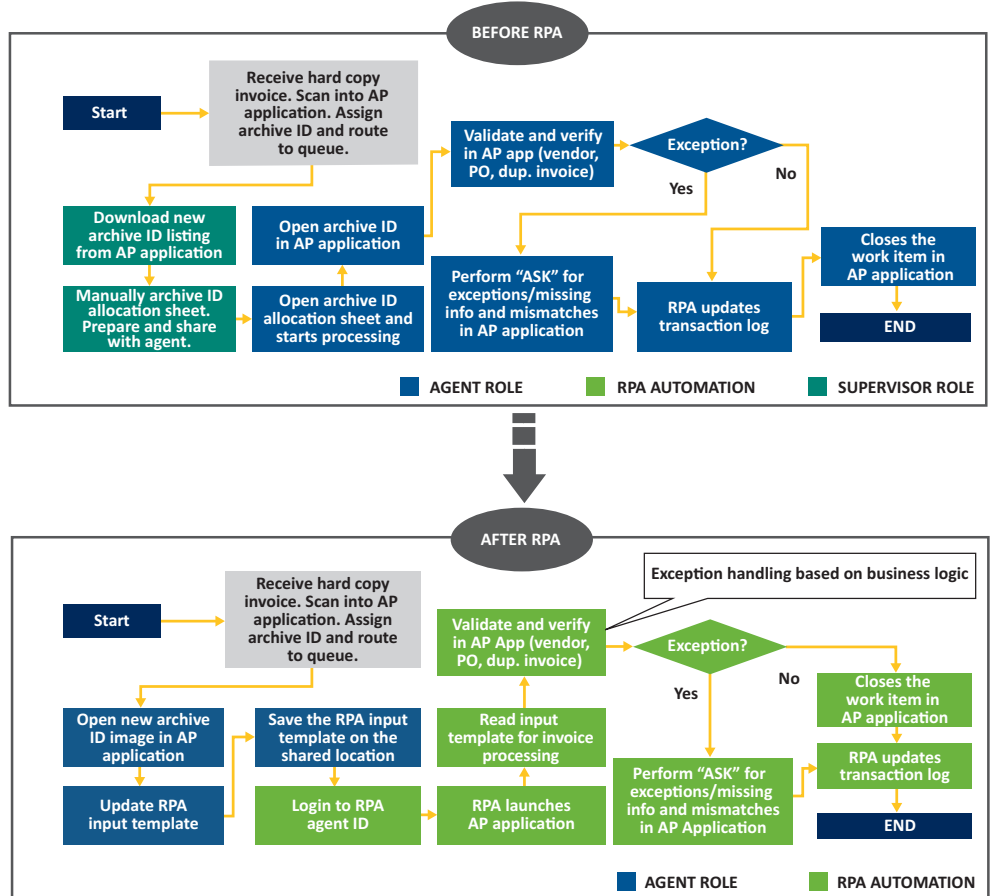 BEFORE RPA
Start
Receive hard copy
invoice. Scan into AP
application. Assign
archive ID and route
to queue.
Download new
archive ID listing
from AP application
Manually archive ID
allocation sheet.
Prepare and share
with agent.
Open archive ID
allocation sheet and
starts processing
Open archive ID
in AP application
Validate and verify
in AP app (vendor,
PO, dup. invoice)
Exception?
Yes
No
Perform “ASK” for
exceptions/missing
info and mismatches
in AP application
RPA updates
transaction log
Closes the
work item in
AP application
END
AGENT ROLE
RPA AUTOMATION
SUPERVISOR ROLE
AFTER RPA
Start
Receive hard copy
invoice. Scan into AP
application. Assign
archive ID and route
to queue.
Open new archive
ID image in AP
application
Update RPA
input template
Save the RPA input
template on the
shared location
Login to RPA
agent ID
RPA launches
AP application
Read input
template for invoice
processing
Validate and verify
in AP App (vendor,
PO, dup. invoice)
Exception handling based on business logic
Exception?
Yes
No
Perform “ASK” for
exceptions/missing
info and mismatches
in AP Application
Closes the
work item in
AP application
RPA updates
transaction log
END
AGENT ROLE
RPA AUTOMATION